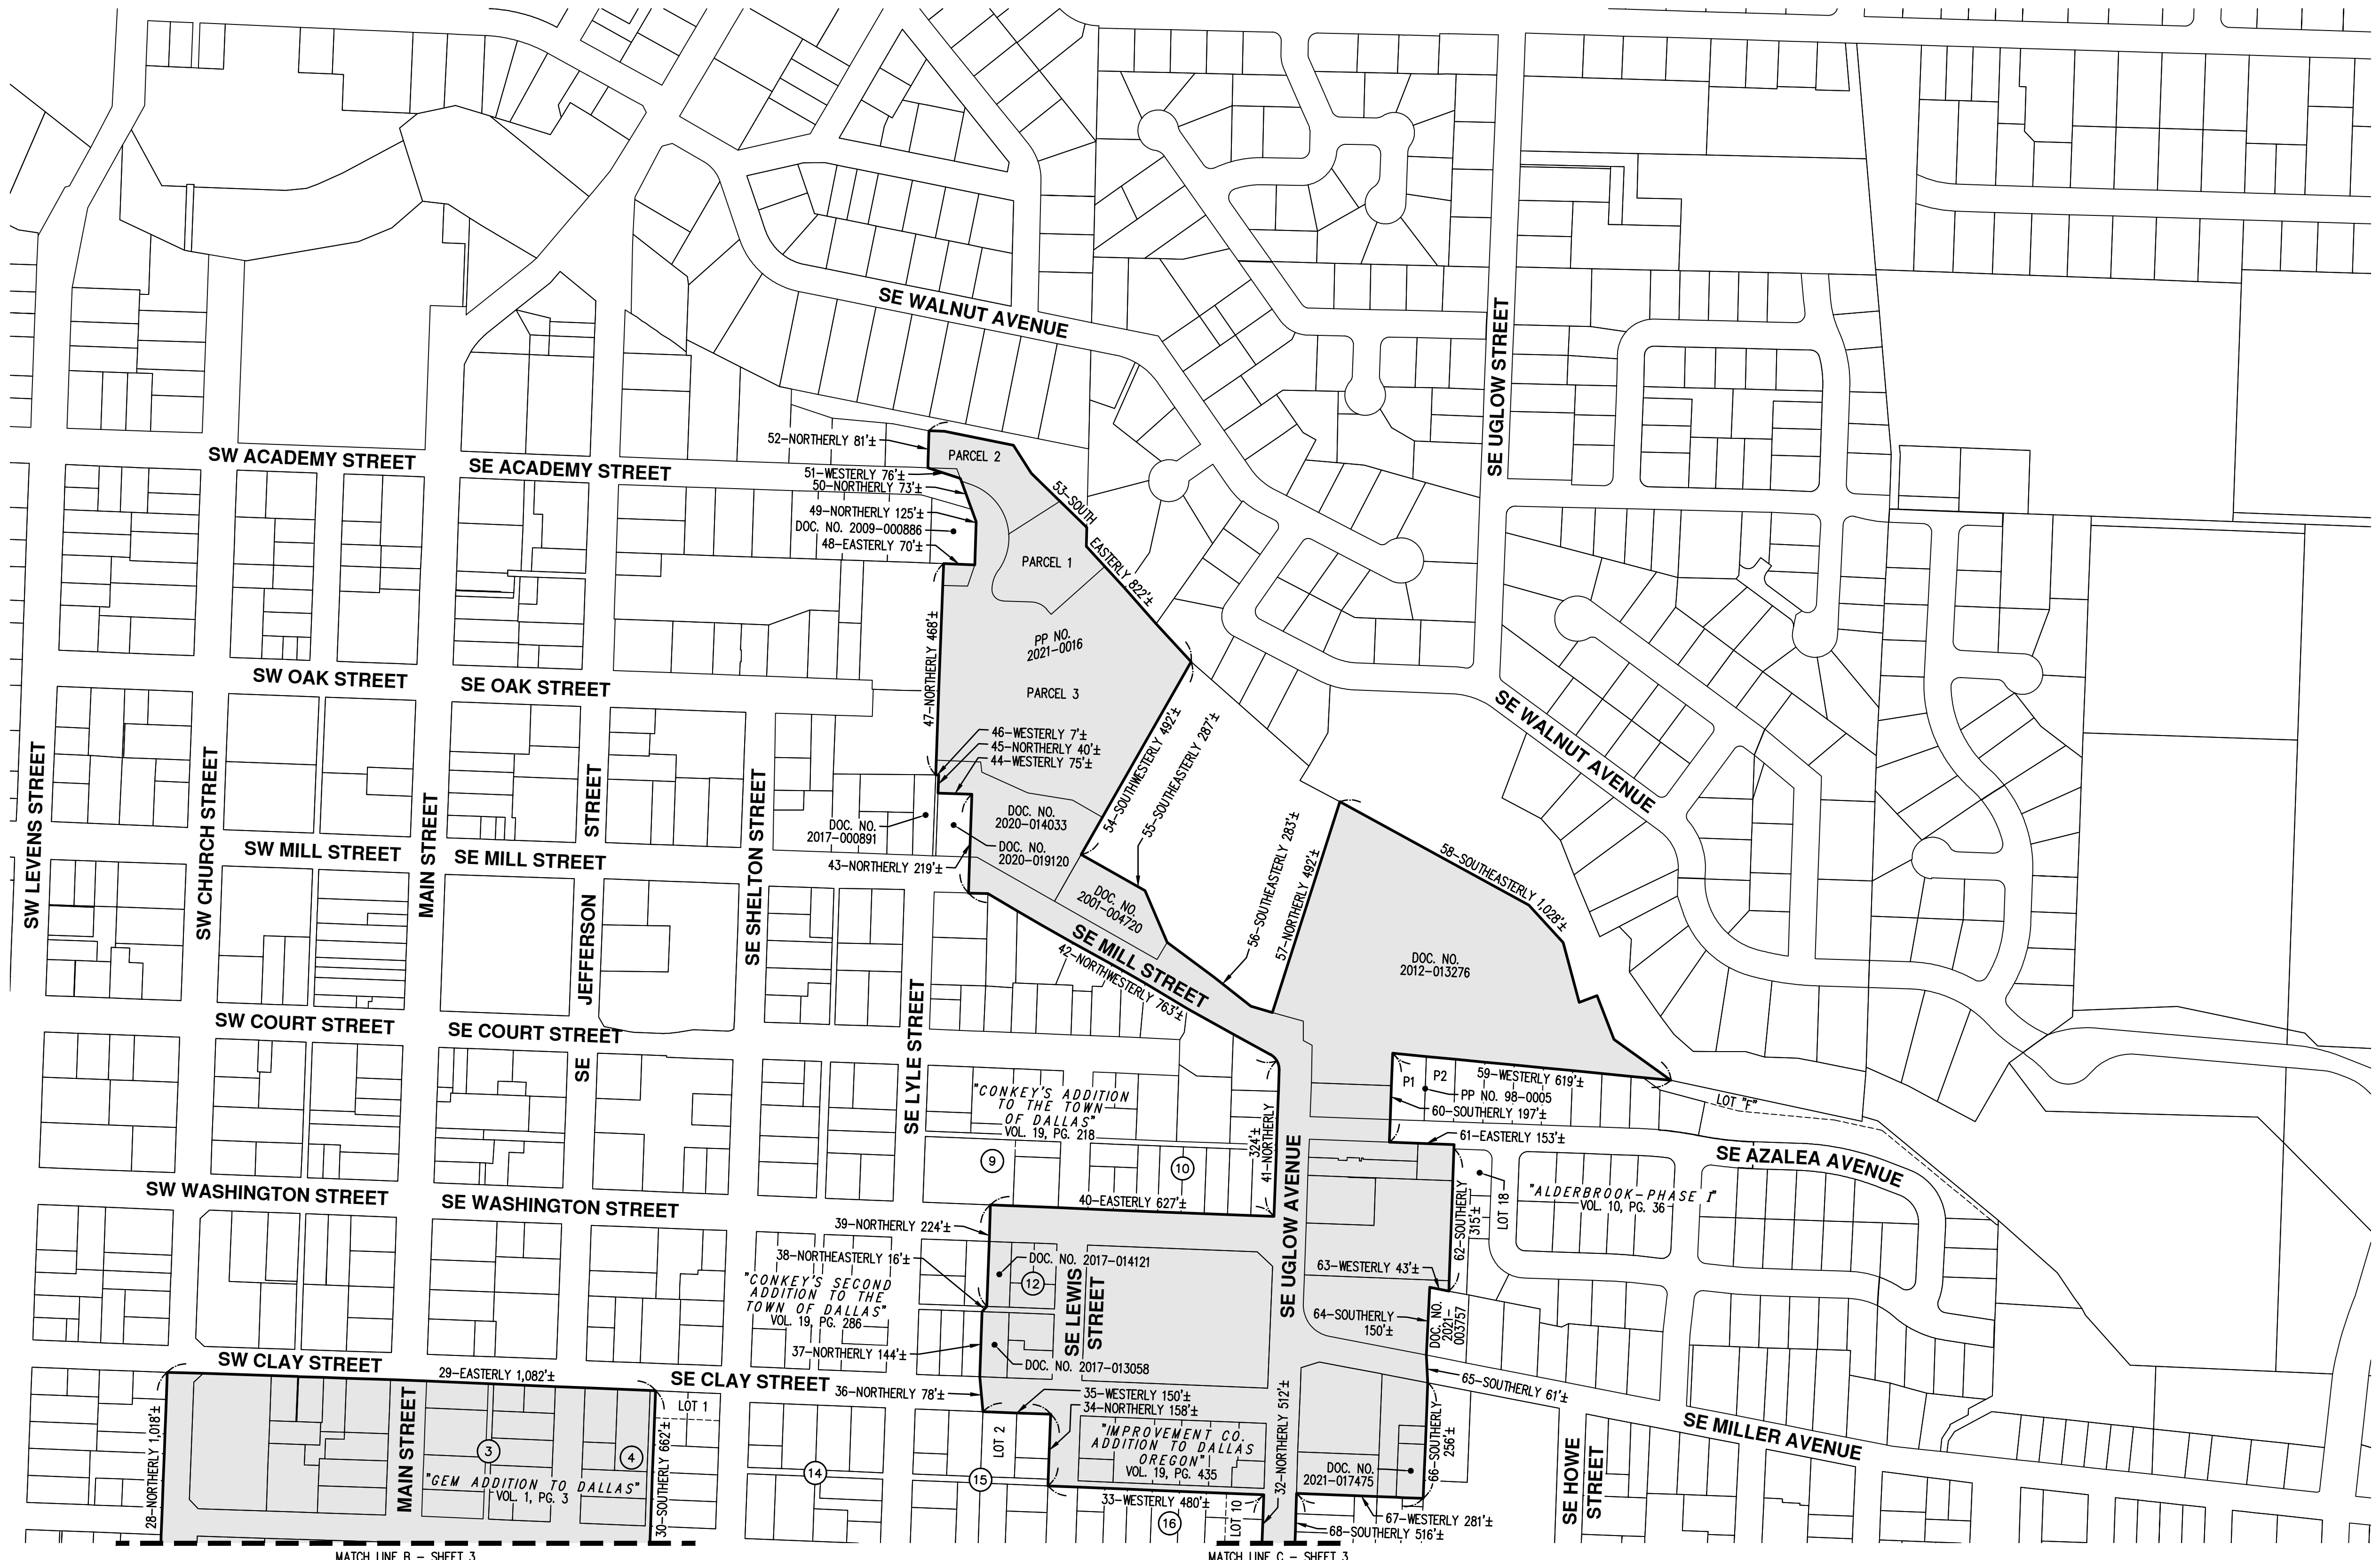 SE WALNUT AVENUE
SE UGLOW STREET
52-NORTHERLY 81'±
PARCEL 2
SW ACADEMY STREET
SE ACADEMY STREET
51-WESTERLY 76'±
50-NORTHERLY 73'±
53-SOUTH
EASTERLY 822'±
49-NORTHERLY 125'±
DOC. NO. 2009-000886
48-EASTERLY 70'±
PARCEL 1
47-NORTHERLY 468'±
PP NO.
2021-0016
PARCEL 3
SW OAK STREET
SE OAK STREET
SE WALNUT AVENUE
46-WESTERLY 7'±
45-NORTHERLY 40'±
44-WESTERLY 75'±
54-SOUTHWESTERLY 492'±
55-SOUTHEASTERLY 287'±
SW LEVENS STREET
SW CHURCH STREET
MAIN STREET
STREET
JEFFERSON
SE
SE SHELTON STREET
DOC. NO.
2017-000891
DOC. NO.
2020-014033
DOC. NO.
2020-019120
43-NORTHERLY 219'±
SW MILL STREET
SE MILL STREET
56-SOUTHEASTERLY 283'±
57-NORTHERLY 492'±
58-SOUTHEASTERLY 1,028'±
DOC. NO.
2001-004720
SE MILL STREET
42-NORTHWESTERLY 763'±
DOC. NO.
2012-013276
SE LYLE STREET
SW COURT STREET
SE COURT STREET
"CONKEY'S ADDITION
TO THE TOWN
OF DALLAS"
VOL. 19, PG. 218
P1
P2
59-WESTERLY 619'±
PP NO. 98-0005
60-SOUTHERLY 197'±
LOT "F"
61-EASTERLY 153'±
SE AZALEA AVENUE
9
10
324'±
41-NORTHERLY
SE UGLOW AVENUE
SW WASHINGTON STREET
SE WASHINGTON STREET
40-EASTERLY 627'±
62-SOUTHERLY
315'±
LOT 18
"ALDERBROOK-PHASE I"
VOL. 10, PG. 36
39-NORTHERLY 224'±
38-NORTHEASTERLY 16'±
DOC. NO. 2017-014121
12
63-WESTERLY 43'±
"CONKEY'S SECOND
ADDITION TO THE
TOWN OF DALLAS"
VOL. 19, PG. 286
SE LEWIS
STREET
64-SOUTHERLY
150'±
DOC. NO.
2021-
003757
37-NORTHERLY 144'±
DOC. NO. 2017-013058
SW CLAY STREET
29-EASTERLY 1,082'±
SE CLAY STREET
36-NORTHERLY 78'±
35-WESTERLY 150'±
34-NORTHERLY 158'±
65-SOUTHERLY 61'±
SE MILLER AVENUE
LOT 1
LOT 2
28-NORTHERLY 1,018'±
MAIN STREET
3
4
"GEM ADDITION TO DALLAS"
VOL. 1, PG. 3
30-SOUTHERLY 662'±
14
15
"IMPROVEMENT CO.
ADDITION TO DALLAS
OREGON"
VOL. 19, PG. 435
32-NORTHERLY 512'±
DOC. NO.
2021-017475
66-SOUTHERLY
256'±
SE HOWE
STREET
33-WESTERLY 480'±
16
LOT 10
67-WESTERLY 281'±
68-SOUTHERLY 516'±
MATCH LINE B - SHEET 3
MATCH LINE C - SHEET 3